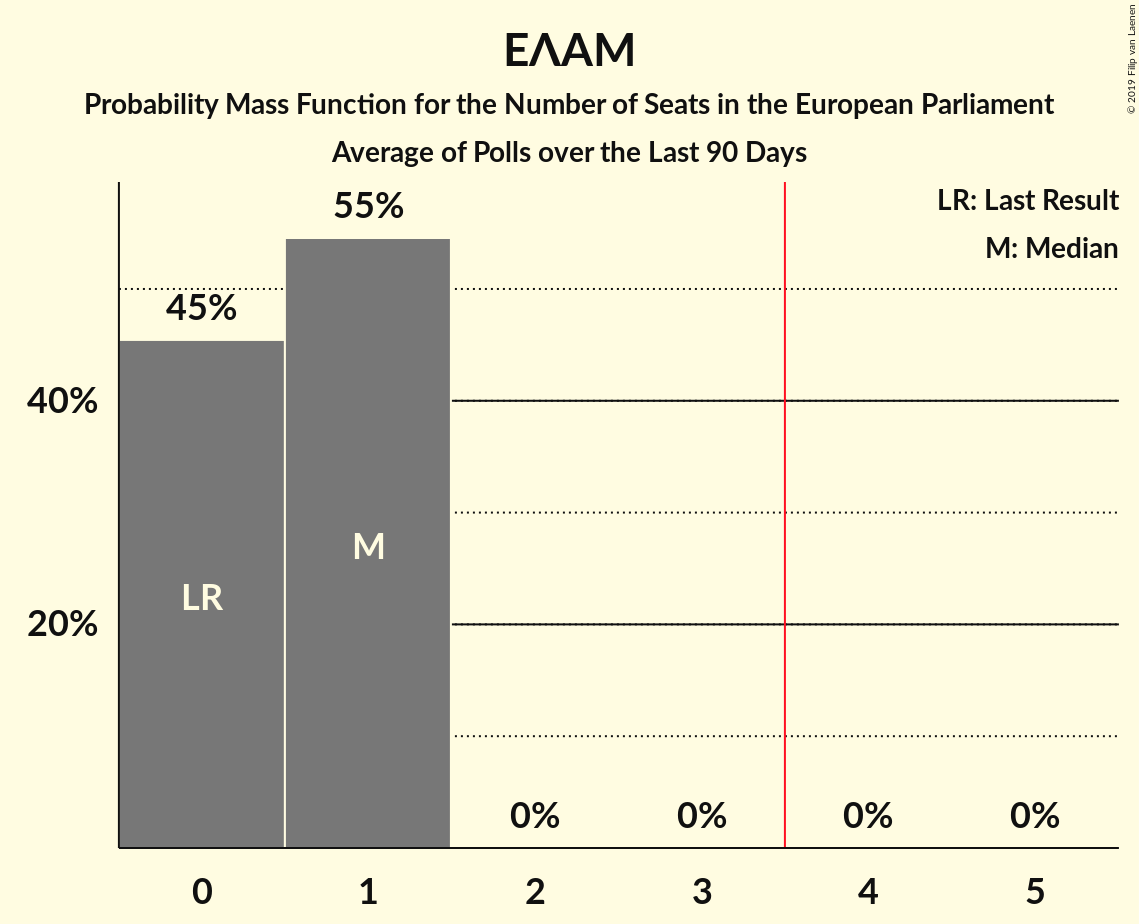 ΕΛΑΜ
Probability Mass Function for the Number of Seats in the European Parliament
Average of Polls over the Last 90 Days
© 2019 Filip van Laenen
LR: Last Result
M: Median
55%
45%
40%
20%
LR
M
0%
0%
0%
0%
0
1
2
3
4
5